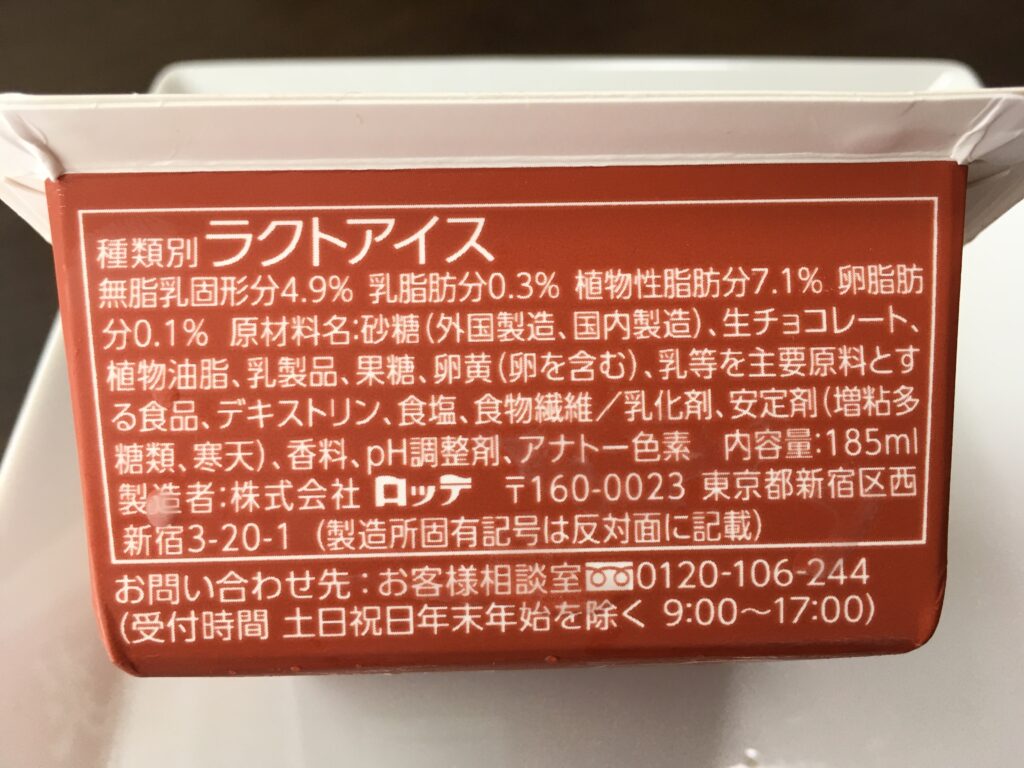 種類別 ラクトアイス
無脂乳固形分4.9% 乳脂肪分0.3% 植物性脂肪分7.1% 卵脂肪
分0.1% 原材料名:砂糖(外国製造、国内製造)、生チョコレート、
植物油脂、乳製品、果糖、卵黄(卵を含む)、乳等を主要原料とす
る食品、デキストリン、食塩、食物繊維/乳化剤、安定剤(増粘多
糖類、寒天)、香料、pH調整剤、アナトー色素 内容量:185ml
製造者:株式会社 ロッテ 〒160-0023 東京都新宿区西
新宿3-20-1 (製造所固有記号は反対面に記載)
お問い合わせ先:お客様相談室 0120-106-244
(受付時間 土日祝日年末年始を除く 9:00〜17:00)